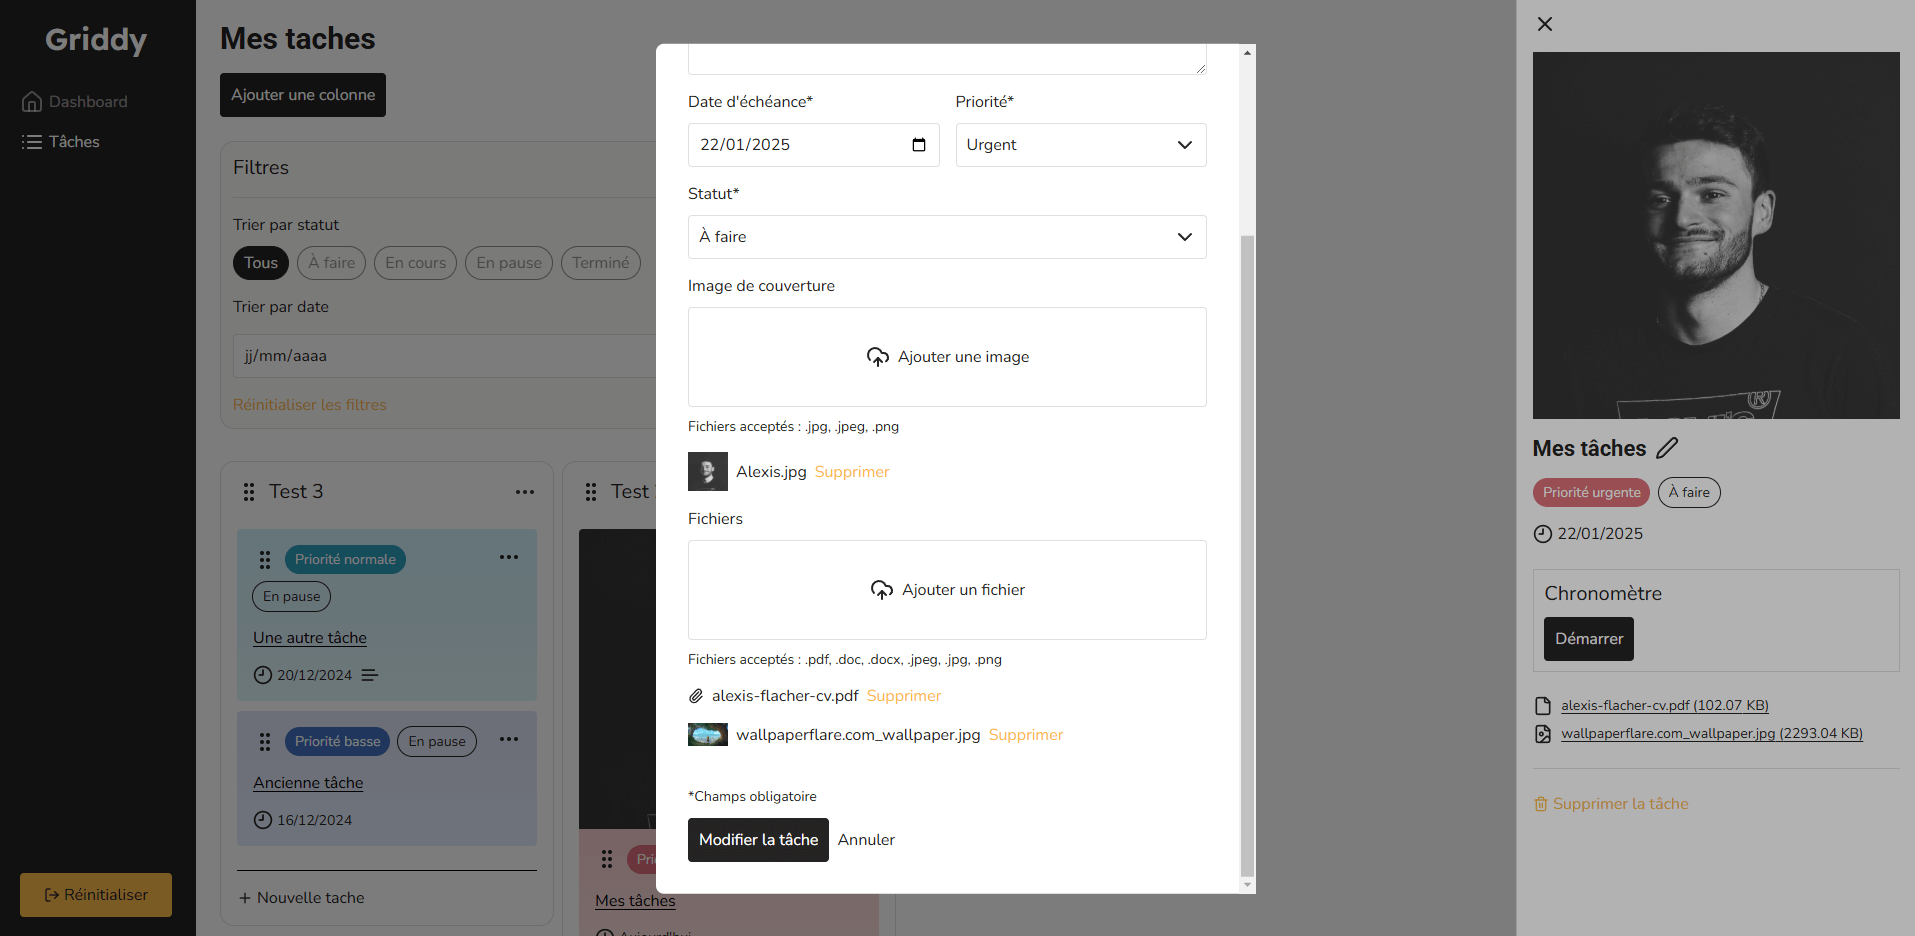 Griddy
Dashboard
Tâches
Réinitialiser
Mes taches
Ajouter une colonne
Filtres
Trier par statut
Tous
À faire
En cours
En pause
Terminé
Trier par date
jj/mm/aaaa
Réinitialiser les filtres
Test 3
Priorité normale
En pause
Une autre tâche
20/12/2024
Priorité basse
En pause
Ancienne tâche
16/12/2024
+ Nouvelle tache
Test
Mes tâches
Date d'échéance*
Priorité*
22/01/2025
Urgent
Statut*
À faire
Image de couverture
Ajouter une image
Fichiers acceptés : .jpg, .jpeg, .png
Alexis.jpg Supprimer
Fichiers
Ajouter un fichier
Fichiers acceptés : .pdf, .doc, .docx, .jpeg, .jpg, .png
alexis-flacher-cv.pdf Supprimer
wallpaperflare.com_wallpaper.jpg Supprimer
*Champs obligatoire
Modifier la tâche
Annuler
Mes tâches
Priorité urgente
À faire
22/01/2025
Chronomètre
Démarrer
alexis-flacher-cv.pdf (102.07 KB)
wallpaperflare.com_wallpaper.jpg (2293.04 KB)
Supprimer la tâche